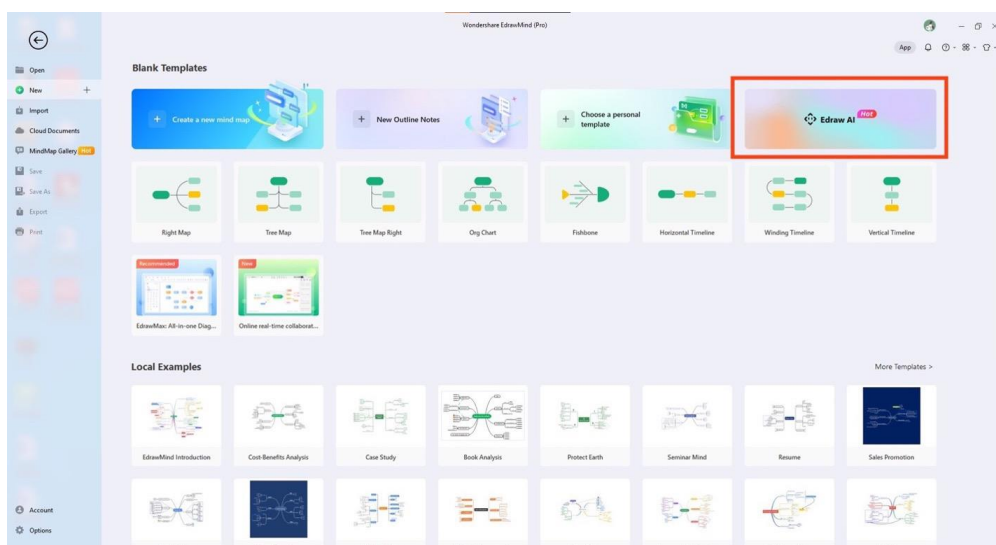 Wondershare EdrawMind (Pro)
App
Open
New
Import
Cloud Documents
MindMap Gallery Hot
Save
Save As
Export
Print
Account
Options
Blank Templates
Create a new mind map
New Outline Notes
Choose a personal
template
Edraw AI Hot
Right Map
Tree Map
Tree Map Right
Org Chart
Fishbone
Horizontal Timeline
Winding Timeline
Vertical Timeline
Recommended
New
EdrawMax: All-in-one Diag...
Online real-time collaborat...
Local Examples
More Templates >
EdrawMind Introduction
Cost-Benefits Analysis
Case Study
Book Analysis
Protect Earth
Seminar Mind
Resume
Sales Promotion